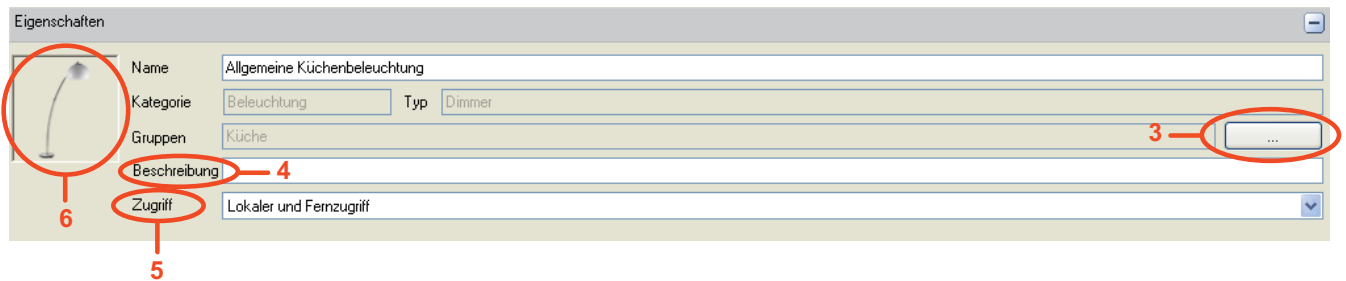 Eigenschaften
Name Allgemeine Küchenbeleuchtung
Kategorie Beleuchtung Typ Dimmer
Gruppen Küche 3 ...
Beschreibung 4
Zugriff Lokaler und Fernzugriff
6
5